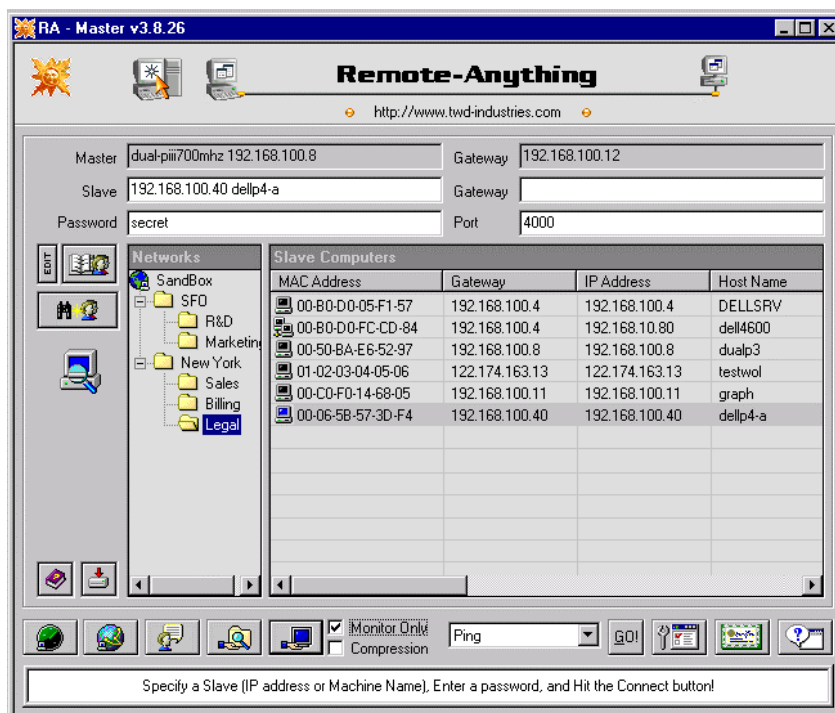 RA - Master v3.8.26
Remote-Anything
http://www.twd-industries.com
Master dual-piii700mhz 192.168.100.8 Gateway 192.168.100.12
Slave 192.168.100.40 dellp4-a Gateway
Password secret Port 4000
EDIT
Networks
SandBox
SFO
R&D
Marketin
New York
Sales
Billing
Legal
Slave Computers
MAC Address Gateway IP Address Host Name
00-B0-D0-05-F1-57 192.168.100.4 192.168.100.4 DELLSRV
00-B0-D0-FC-CD-84 192.168.100.4 192.168.10.80 dell4600
00-50-BA-E6-52-97 192.168.100.8 192.168.100.8 dualp3
01-02-03-04-05-06 122.174.163.13 122.174.163.13 testwol
00-C0-F0-14-68-05 192.168.100.11 192.168.100.11 graph
00-06-5B-57-3D-F4 192.168.100.40 192.168.100.40 dellp4-a
Monitor Only
Compression
Ping
GO!
Specify a Slave (IP address or Machine Name), Enter a password, and Hit the Connect button!